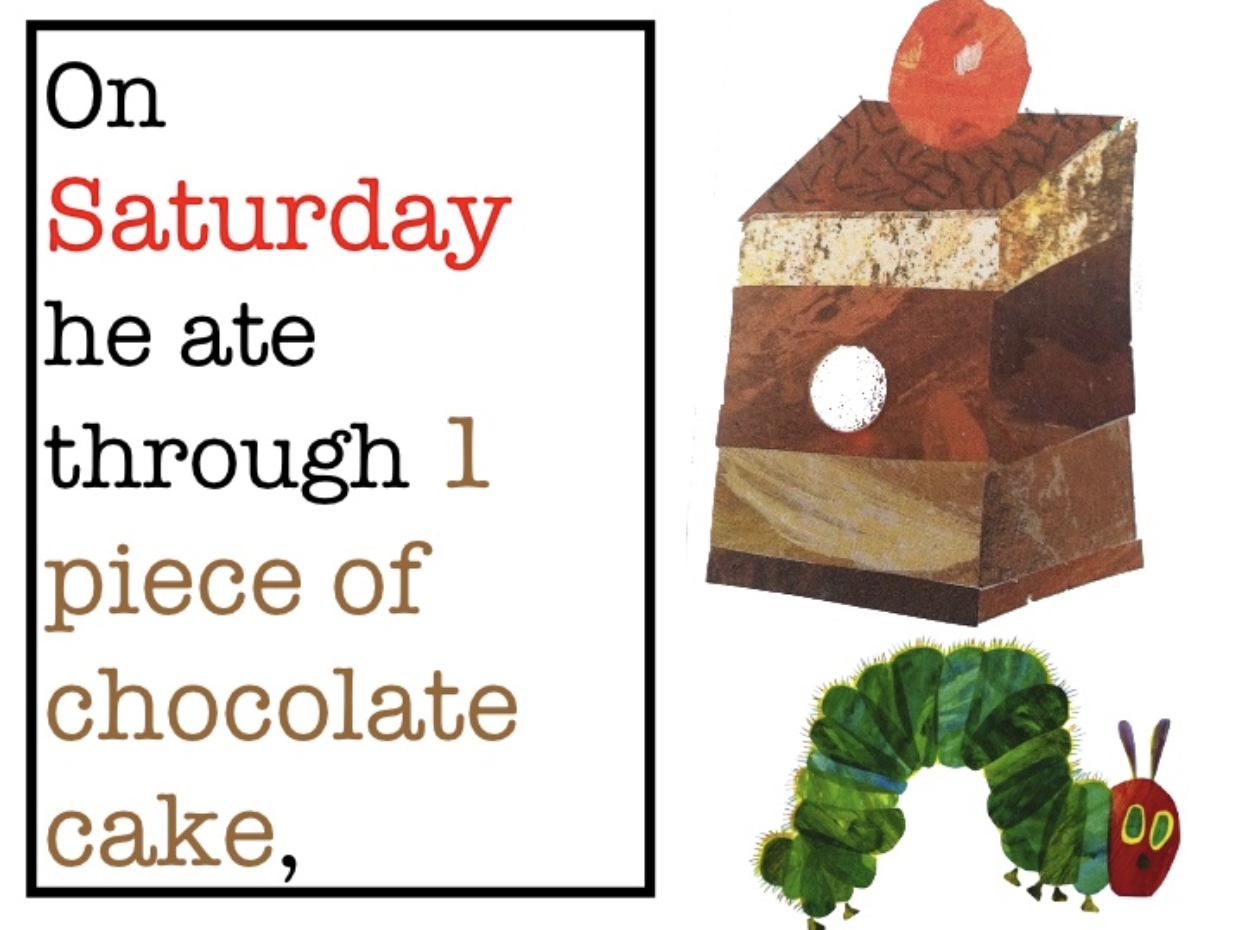 On
Saturday
he ate
through 1
piece of
chocolate
cake,